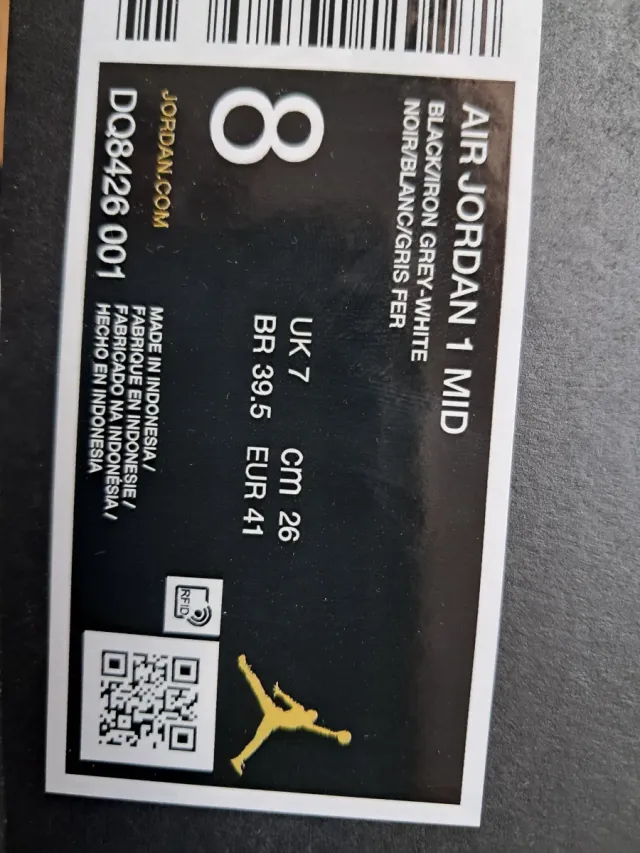 AIR JORDAN 1 MID
BLACK/IRON GREY-WHITE
NOIR/BLANC/GRIS FER
8
UK 7 cm 26
BR 39.5 EUR 41
JORDAN.COM
DQ8426 001
MADE IN INDONESIA /
FABRIQUE EN INDONESIE /
FABRICADO NA INDONÉSIA /
HECHO EN INDONESIA
RFID